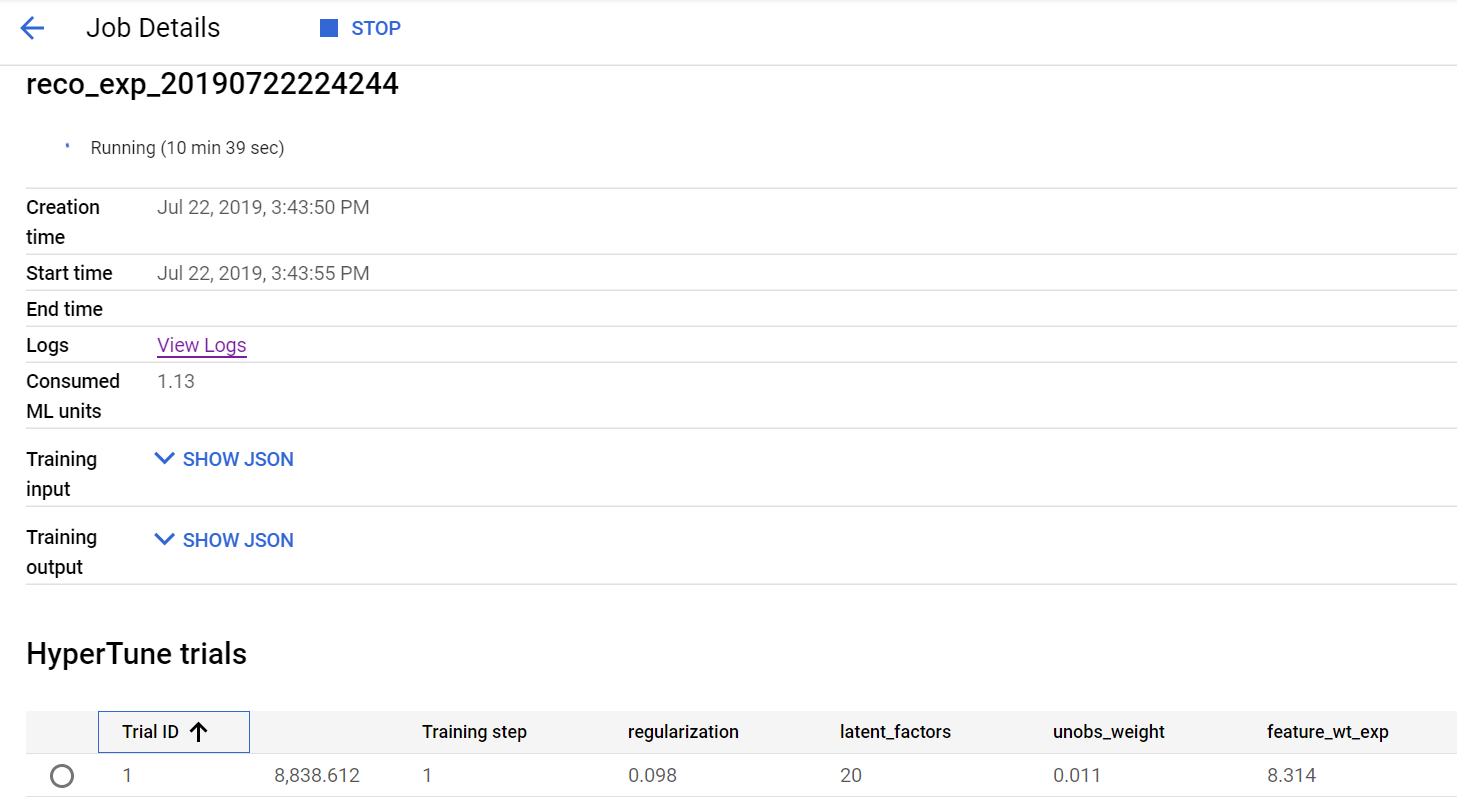 Job Details STOP
reco_exp_20190722224244
Running (10 min 39 sec)
Creation time Jul 22, 2019, 3:43:50 PM
Start time Jul 22, 2019, 3:43:55 PM
End time
Logs View Logs
Consumed ML units 1.13
Training input SHOW JSON
Training output SHOW JSON
HyperTune trials
Trial ID Training step regularization latent_factors unobs_weight feature_wt_exp
1 8,838.612 1 0.098 20 0.011 8.314